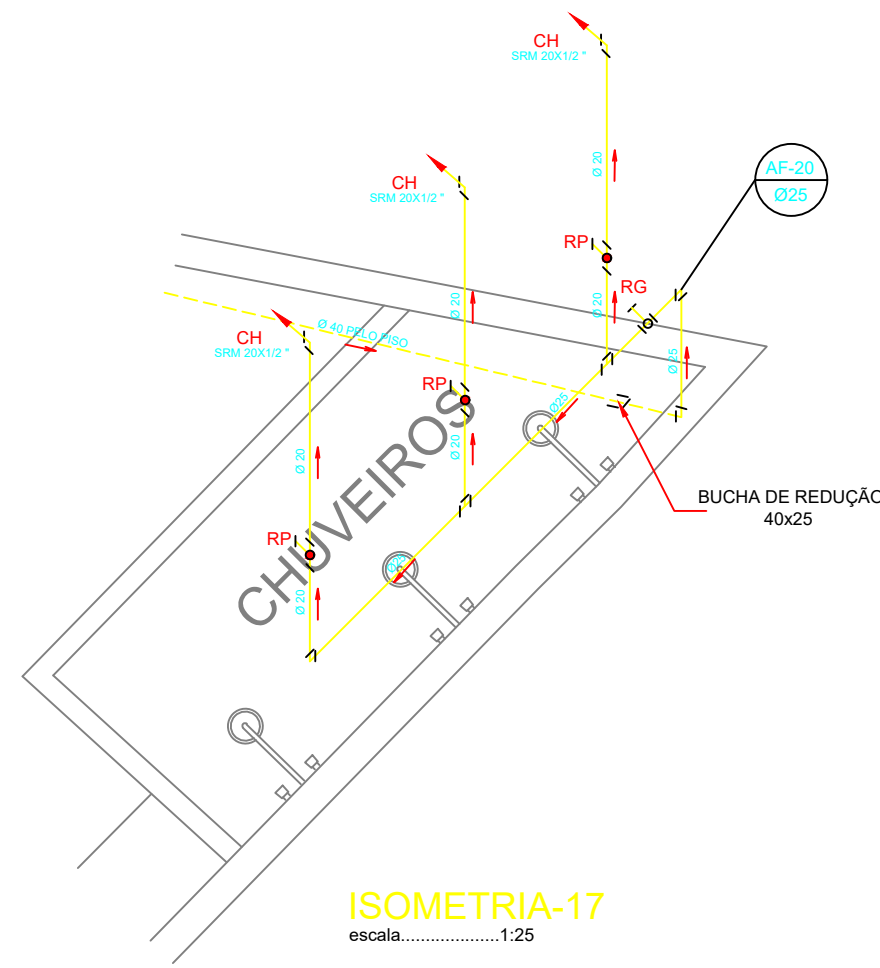 CH
SRM 20X1/2 "
Ø 20
AF-20
Ø25
CH
SRM 20X1/2 "
RP
RG
Ø 20
Ø 20
Ø 40 PELO PISO
CH
SRM 20X1/2 "
Ø 25
RP
Ø25
Ø 20
CHUVEIROS
Ø 20
BUCHA DE REDUÇÃO
40x25
RP
Ø25
Ø 20
ISOMETRIA-17
escala....................1:25